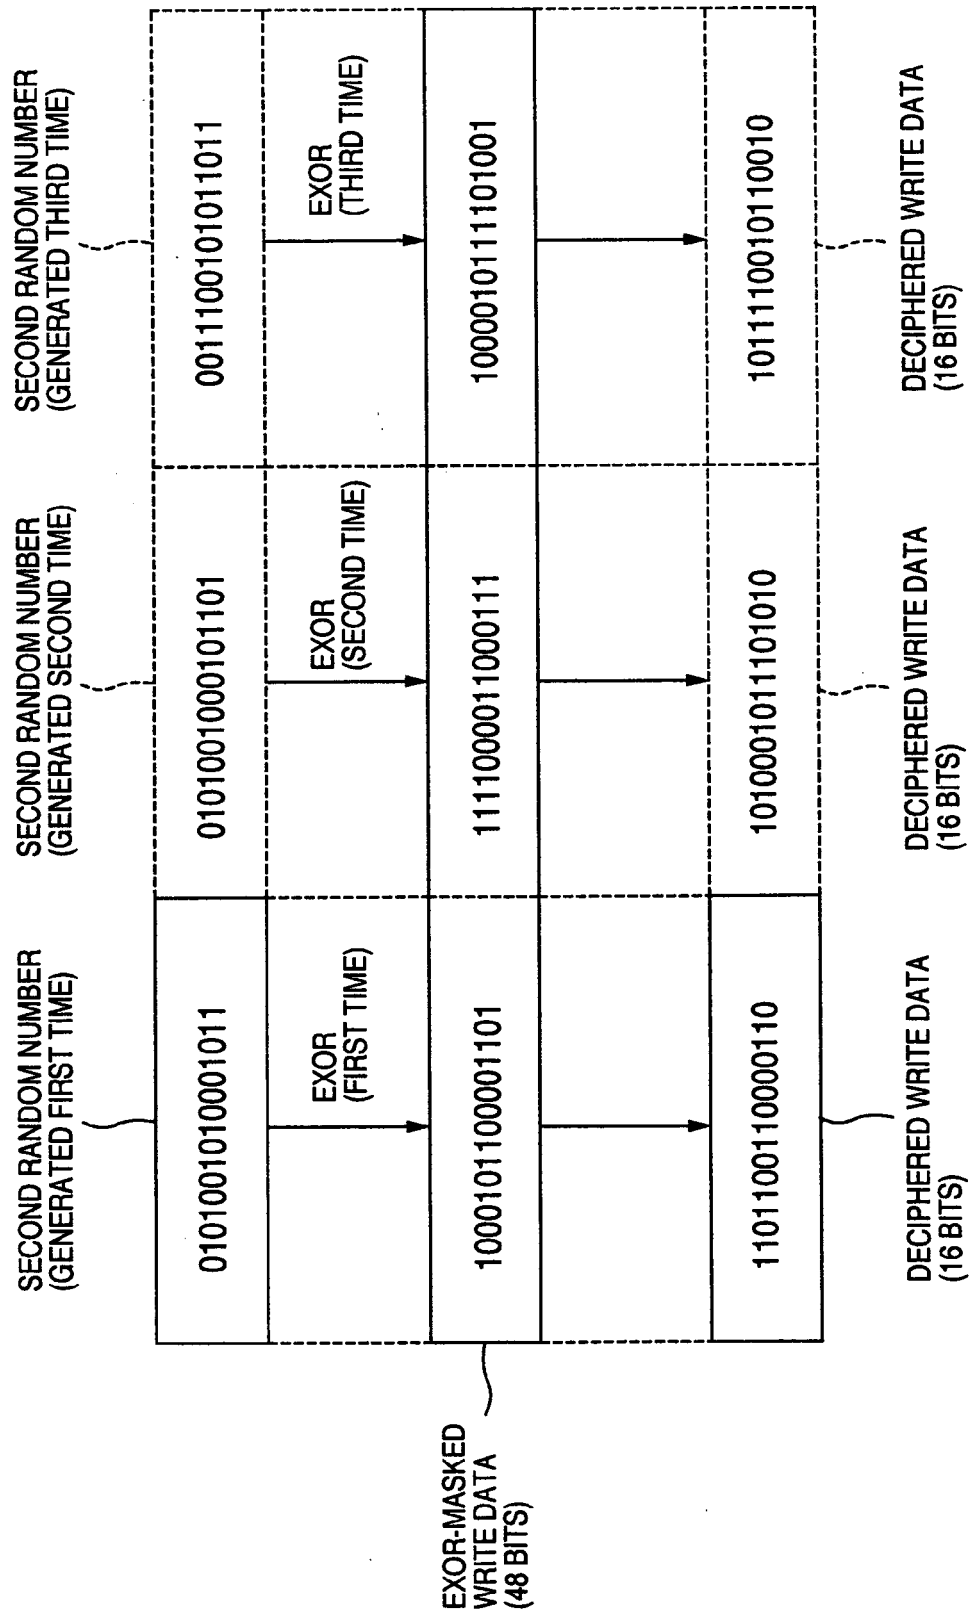 SECOND RANDOM NUMBER
(GENERATED FIRST TIME)
SECOND RANDOM NUMBER
(GENERATED SECOND TIME)
SECOND RANDOM NUMBER
(GENERATED THIRD TIME)
0101001010001011
0101001000101101
0011100101011011
EXOR
(FIRST TIME)
EXOR
(SECOND TIME)
EXOR
(THIRD TIME)
EXOR-MASKED
WRITE DATA
(48 BITS)
1000101100001101
1111000011000111
1000010111101001
1101100110000110
1010001011101010
1011110010110010
DECIPHERED WRITE DATA
(16 BITS)
DECIPHERED WRITE DATA
(16 BITS)
DECIPHERED WRITE DATA
(16 BITS)